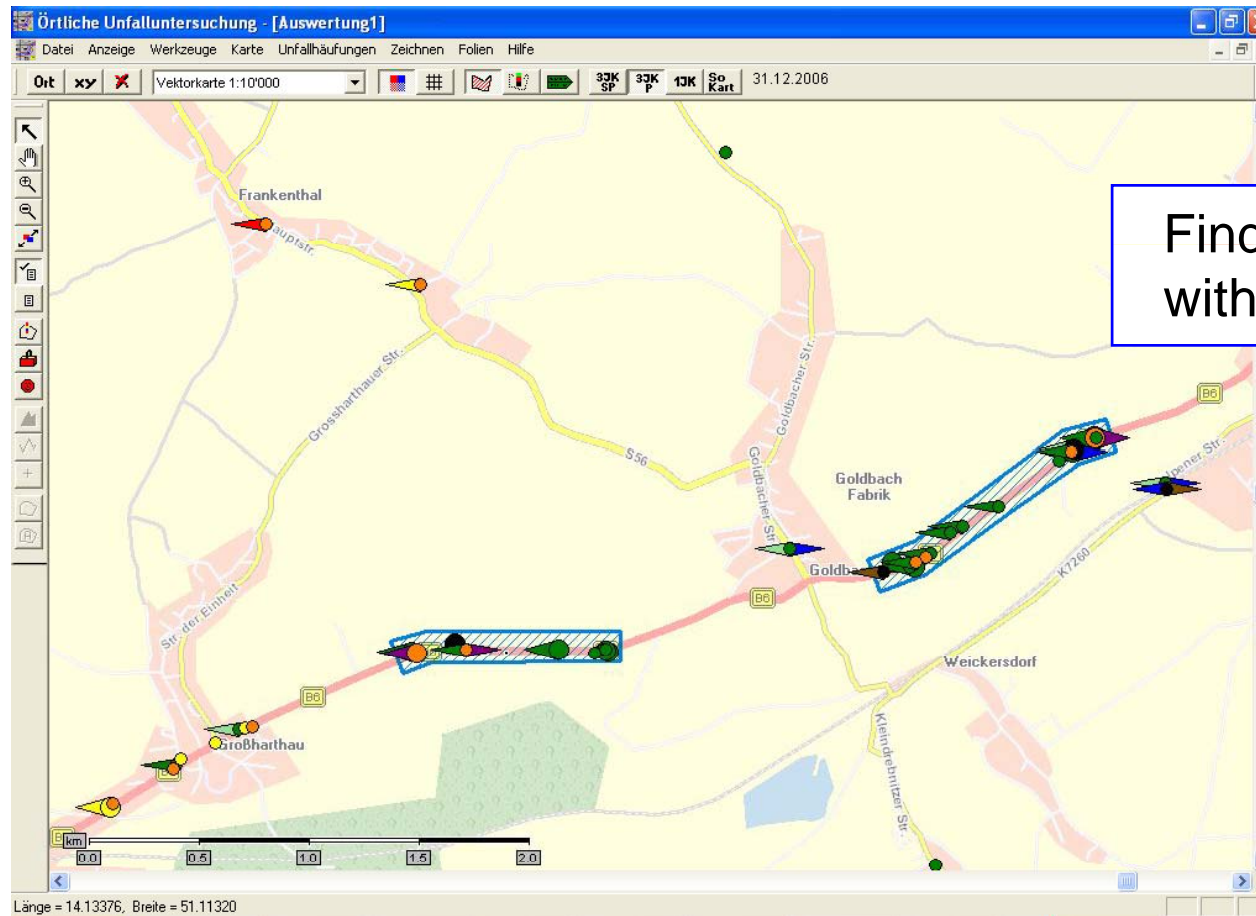 Örtliche Unfalluntersuchung - [Auswertung1]
Datei Anzeige Werkzeuge Karte Unfallhäufungen Zeichnen Folien Hilfe
Ort xy Vektorkarte 1:10'000 3JK SP 3JK P 1JK So Kart 31.12.2006
Frankenthal
Hauptstr.
Find
with
Grossharthauer Str.
Goldbacher Str.
S56
B6
Goldbacher Str.
Goldbach
Fabrik
K7260
Str. der Einheit
B6
Weickersdorf
B6
Großharthau
Kleindrebnitzer Str.
km
0.0 0.5 1.0 1.5 2.0
Länge = 14.13376, Breite = 51.11320